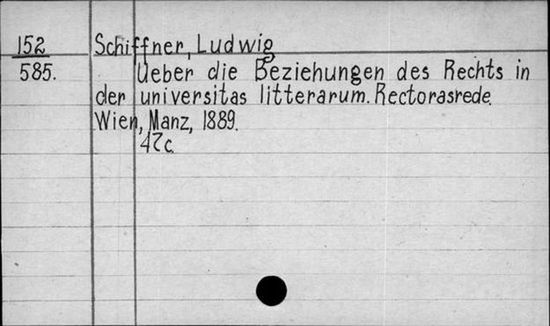 152 Schiffner, Ludwig
585. Ueber die Beziehungen des Rechts in
der universitas litterarum. Rectorasrede.
Wien, Manz, 1889.
47c.